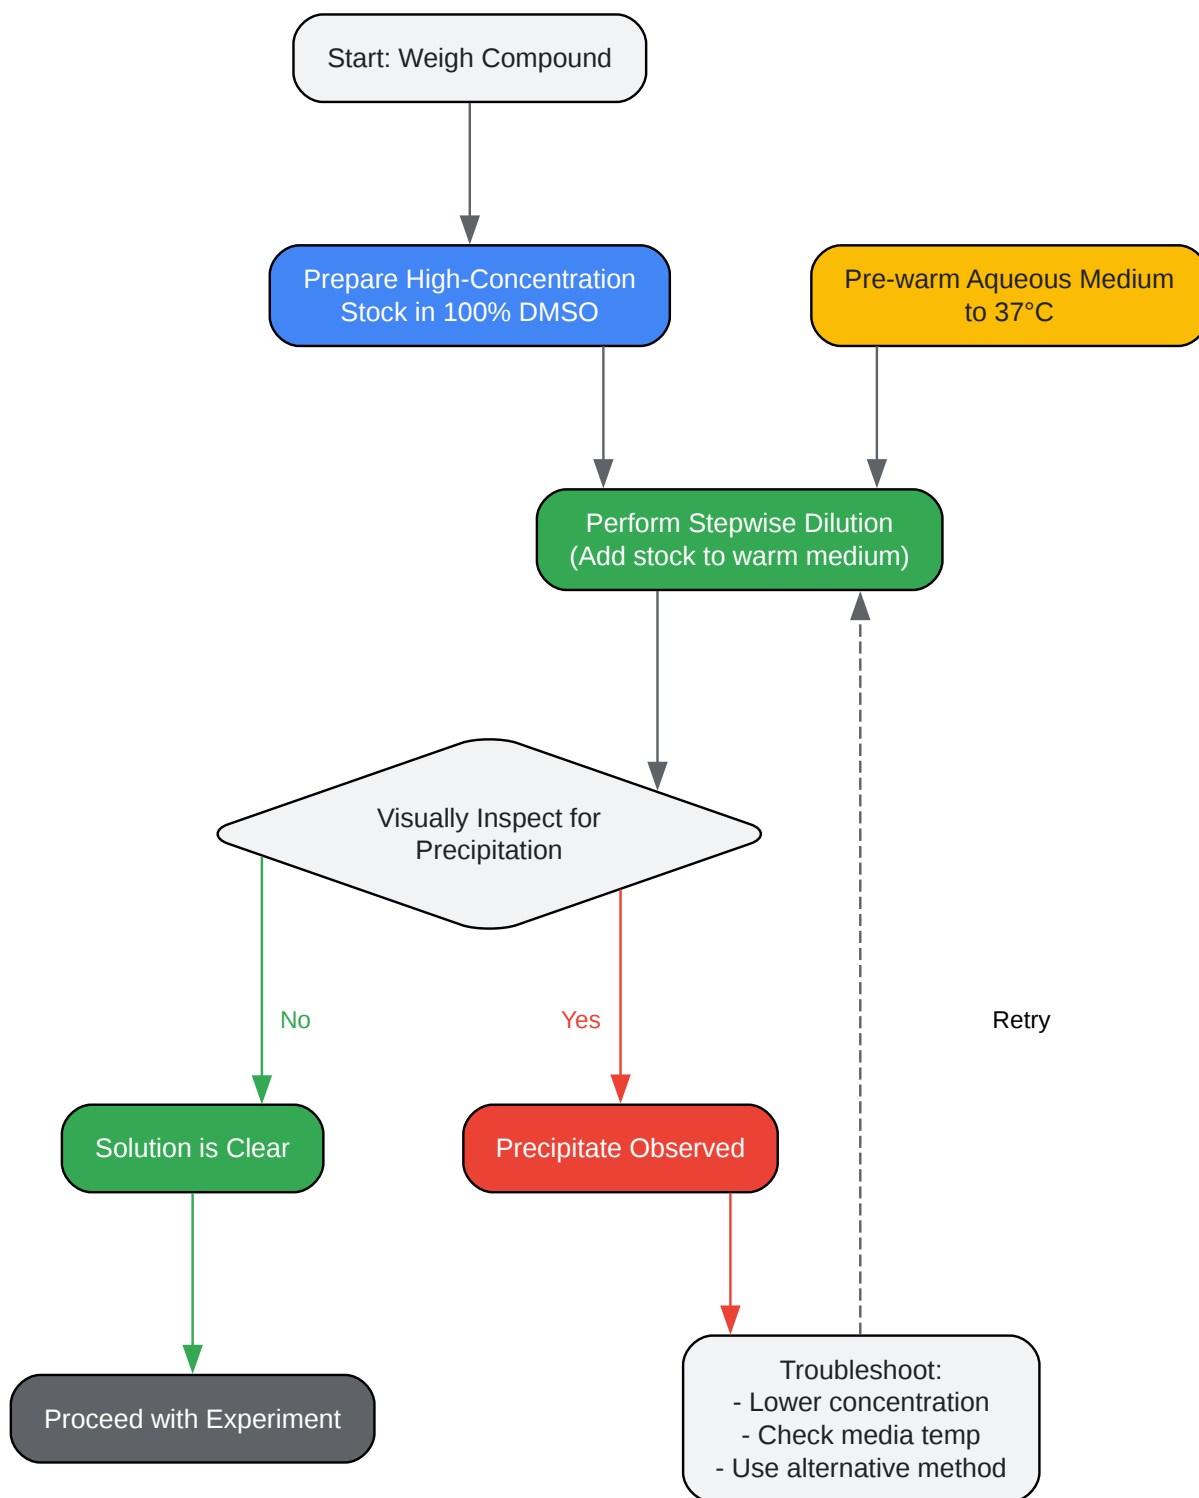 Start: Weigh Compound
Prepare High-Concentration
Stock in 100% DMSO
Pre-warm Aqueous Medium
to 37°C
Perform Stepwise Dilution
(Add stock to warm medium)
Visually Inspect for
Precipitation
No
Yes
Retry
Solution is Clear
Precipitate Observed
Proceed with Experiment
Troubleshoot:
- Lower concentration
- Check media temp
- Use alternative method